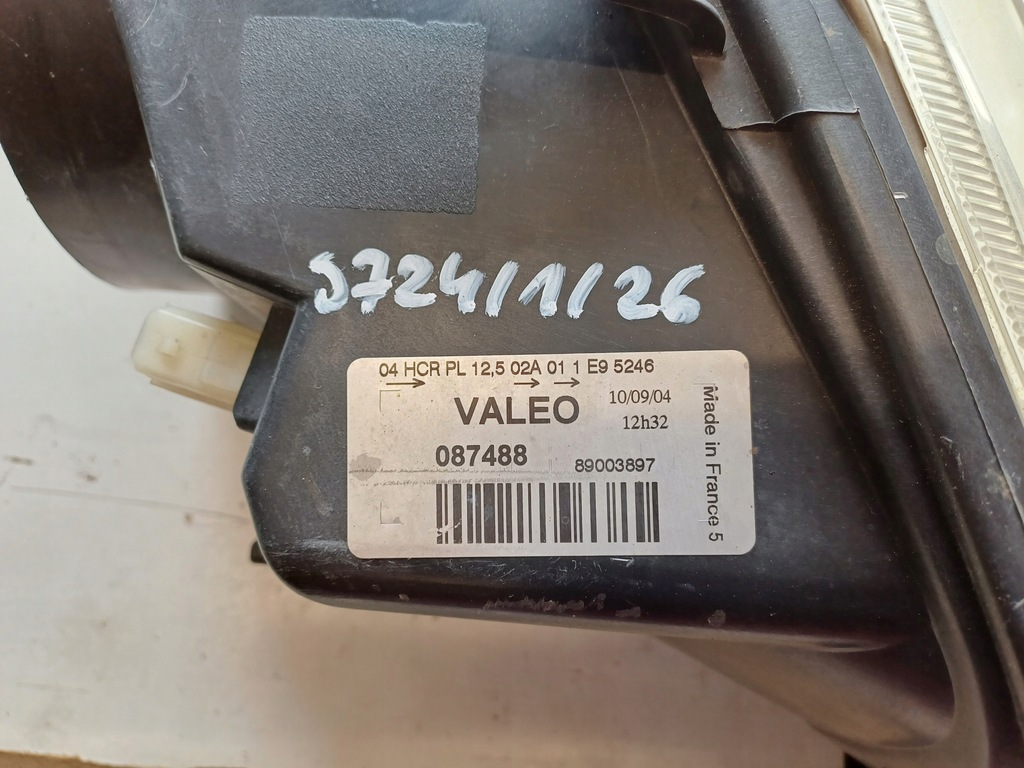 J724/1/26
04 HCR PL 12,5 02A 01 1 E9 5246
→ → →
VALEO
10/09/04
12h32
087488
89003897
Made in France 5